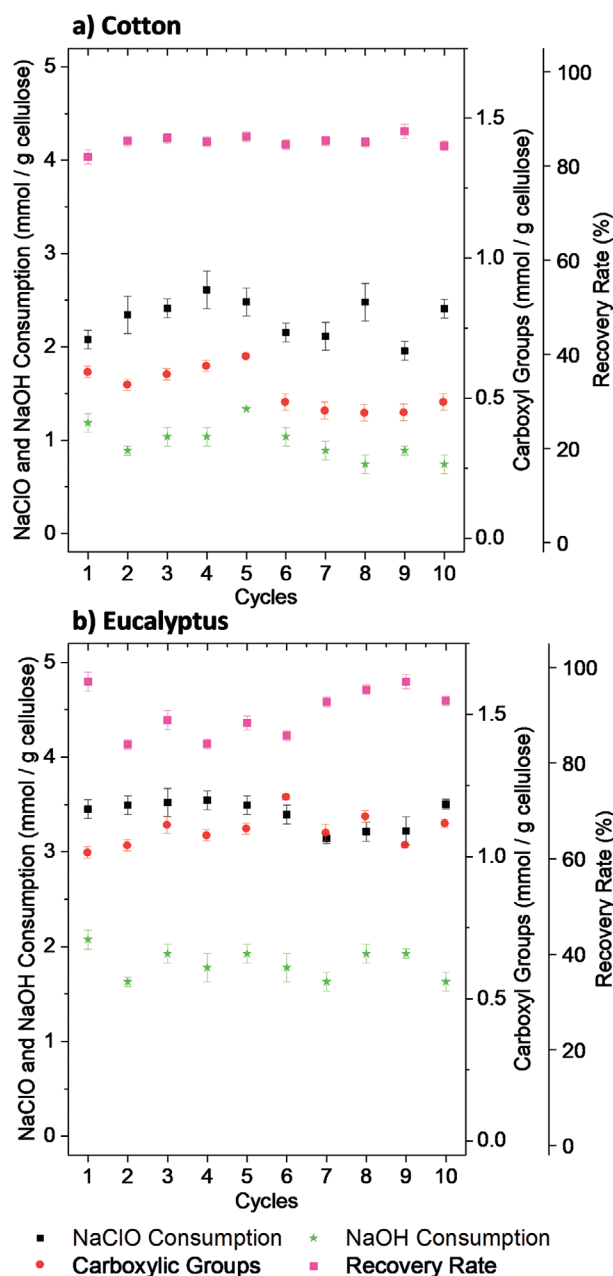 a) Cotton
NaClO and NaOH Consumption (mmol / g cellulose)
5
4
3
2
1
0
1.5
1.0
0.5
0.0
Carboxyl Groups (mmol / g cellulose)
100
80
60
40
20
0
Recovery Rate (%)
1 2 3 4 5 6 7 8 9 10
Cycles
b) Eucalyptus
NaClO and NaOH Consumption (mmol / g cellulose)
5
4
3
2
1
0
1.5
1.0
0.5
0.0
Carboxyl Groups (mmol / g cellulose)
100
80
60
40
20
0
Recovery Rate (%)
1 2 3 4 5 6 7 8 9 10
Cycles
NaClO Consumption
NaOH Consumption
Carboxylic Groups
Recovery Rate